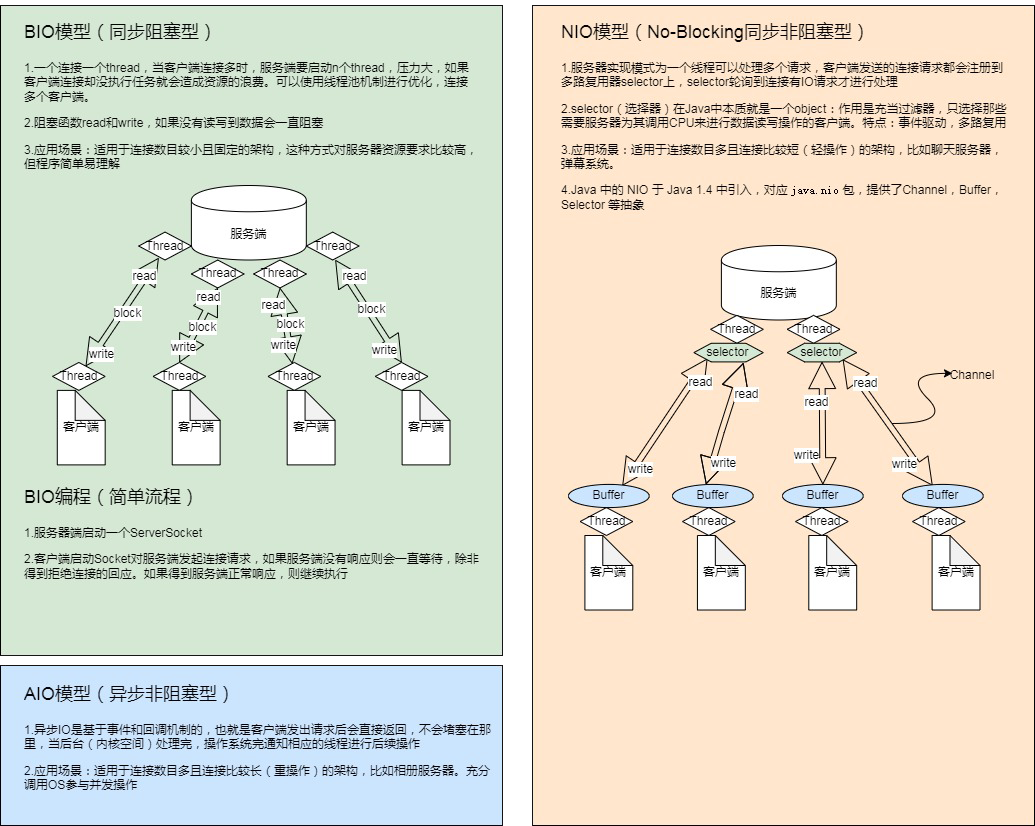 BIO模型（同步阻塞型）
1.一个连接一个thread，当客户端连接多时，服务端要启动n个thread，压力大，如果
客户端连接却没执行任务就会造成资源的浪费。可以使用线程池机制进行优化，连接
多个客户端。
2.阻塞函数read和write，如果没有读写到数据会一直阻塞
3.应用场景：适用于连接数目较小且固定的架构，这种方式对服务器资源要求比较高，
但程序简单易理解
服务端
Thread
Thread
Thread
Thread
Thread
read
read
read
read
block
block
block
block
write
write
write
write
Thread
Thread
Thread
Thread
客户端
客户端
客户端
客户端
BIO编程（简单流程）
1.服务器端启动一个ServerSocket
2.客户端启动Socket对服务端发起连接请求，如果服务端没有响应则会一直等待，除非
得到拒绝连接的回应。如果得到服务端正常响应，则继续执行
AIO模型（异步非阻塞型）
1.异步IO是基于事件和回调机制的，也就是客户端发出请求后会直接返回，不会堵塞在那
里，当后台（内核空间）处理完，操作系统完通知相应的线程进行后续操作
2.应用场景：适用于连接数目多且连接比较长（重操作）的架构，比如相册服务器。充分
调用OS参与并发操作
NIO模型（No-Blocking同步非阻塞型）
1.服务器实现模式为一个线程可以处理多个请求，客户端发送的连接请求都会注册到
多路复用器selector上，selector轮询到连接有IO请求才进行处理
2.selector（选择器）在Java中本质就是一个object：作用是充当过滤器，只选择那些
需要服务器为其调用CPU来进行数据读写操作的客户端。特点：事件驱动，多路复用
3.应用场景：适用于连接数目多且连接比较短（轻操作）的架构，比如聊天服务器，
弹幕系统。
4.Java 中的 NIO 于 Java 1.4 中引入，对应 java.nio 包，提供了Channel，Buffer，
Selector 等抽象
服务端
Thread
Thread
selector
selector
Channel
read
read
read
read
write
write
write
write
Buffer
Buffer
Buffer
Buffer
Thread
Thread
Thread
Thread
客户端
客户端
客户端
客户端